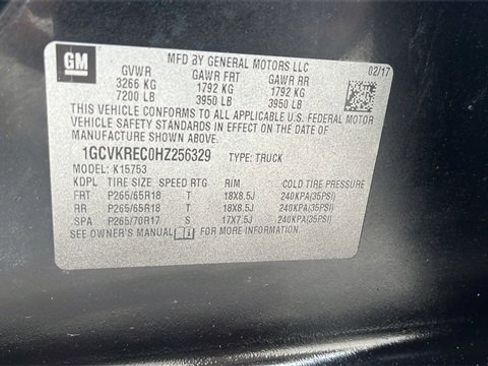 GM
MFD BY GENERAL MOTORS LLC
02/17
GVWR GAWR FRT GAWR RR
3266 KG 1792 KG 1792 KG
7200 LB 3950 LB 3950 LB
THIS VEHICLE CONFORMS TO ALL APPLICABLE U.S. FEDERAL MOTOR
VEHICLE SAFETY STANDARDS IN EFFECT ON THE DATE OF
MANUFACTURE SHOWN ABOVE.
1GCVKREC0HZ256329 TYPE: TRUCK
MODEL: K15753
KDPL TIRE SIZE SPEED RTG RIM COLD TIRE PRESSURE
FRT P265/65R18 T 18X8.5J 240KPA(35PSI)
RR P265/65R18 T 18X8.5J 240KPA(35PSI)
SPA P265/70R17 S 17X7.5J 240KPA(35PSI)
SEE OWNER'S MANUAL FOR MORE INFORMATION.